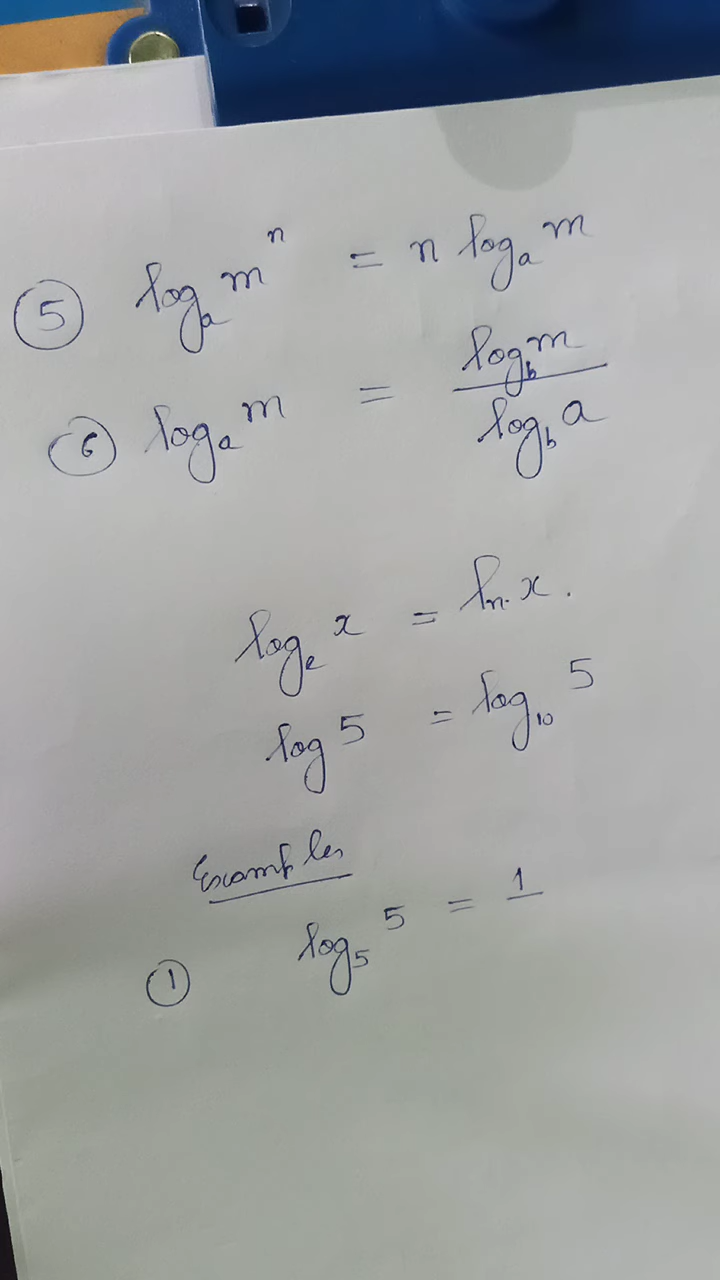 ⑤ logₐ mⁿ = n logₐ m
⑥ logₐ m = log_b m / log_b a
logₑ x = ln x.
log 5 = log₁₀ 5
Examples
① log₅ 5 = 1